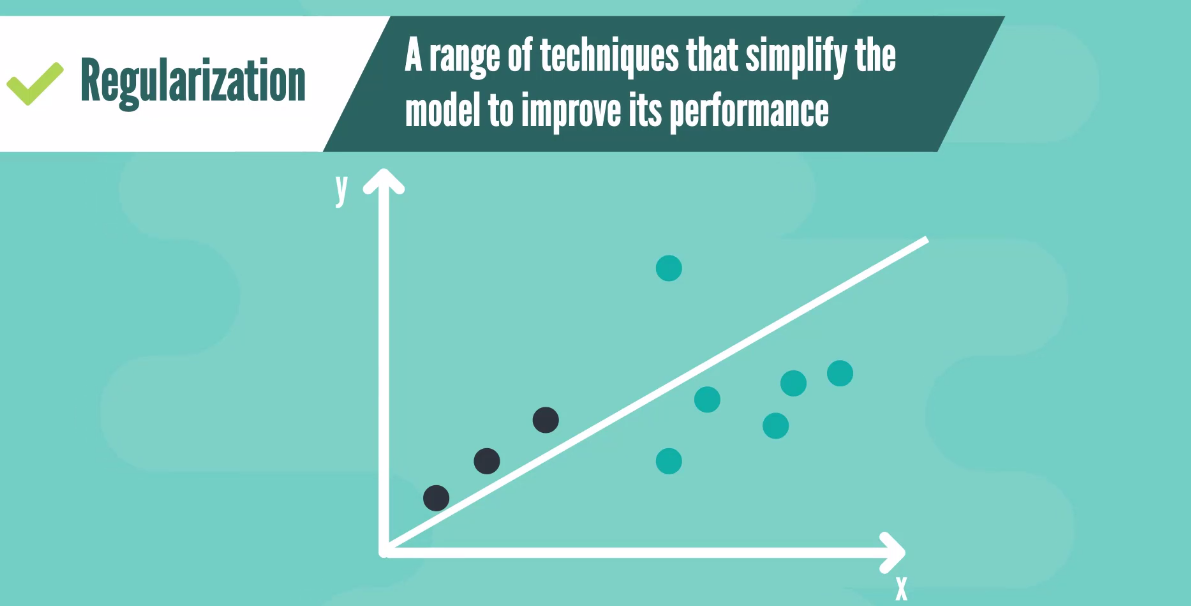 Regularization
A range of techniques that simplify the
model to improve its performance
y
x